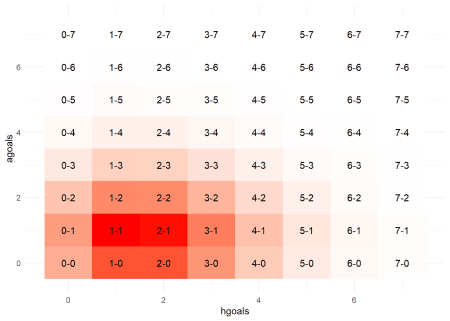 0-7 1-7 2-7 3-7 4-7 5-7 6-7 7-7
6
0-6 1-6 2-6 3-6 4-6 5-6 6-6 7-6
0-5 1-5 2-5 3-5 4-5 5-5 6-5 7-5
4
0-4 1-4 2-4 3-4 4-4 5-4 6-4 7-4
agoals
0-3 1-3 2-3 3-3 4-3 5-3 6-3 7-3
2
0-2 1-2 2-2 3-2 4-2 5-2 6-2 7-2
0-1 1-1 2-1 3-1 4-1 5-1 6-1 7-1
0
0-0 1-0 2-0 3-0 4-0 5-0 6-0 7-0
0 2 4 6
hgoals